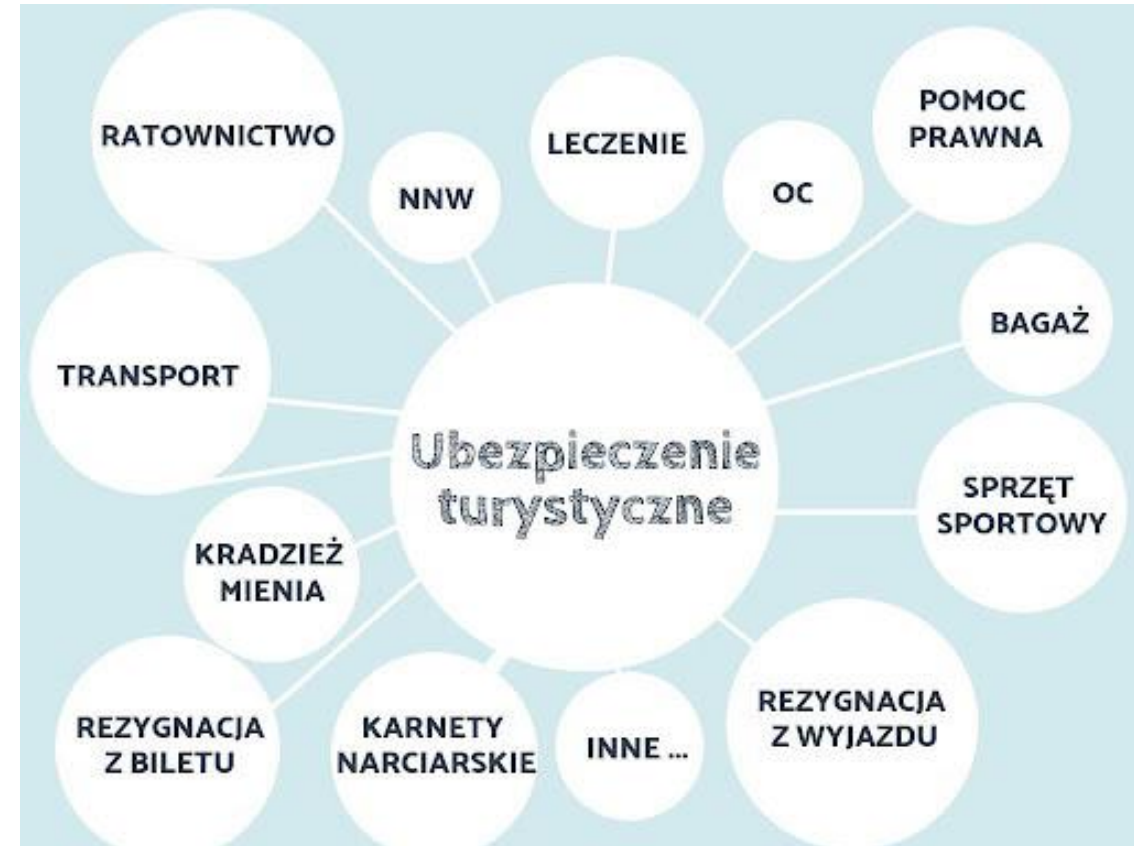 RATOWNICTWO
NNW
LECZENIE
OC
POMOC
PRAWNA
BAGAŻ
TRANSPORT
Ubezpieczenie
turystyczne
SPRZĘT
SPORTOWY
KRADZIEŻ
MIENIA
REZYGNACJA
Z BILETU
KARNETY
NARCIARSKIE
INNE ...
REZYGNACJA
Z WYJAZDU